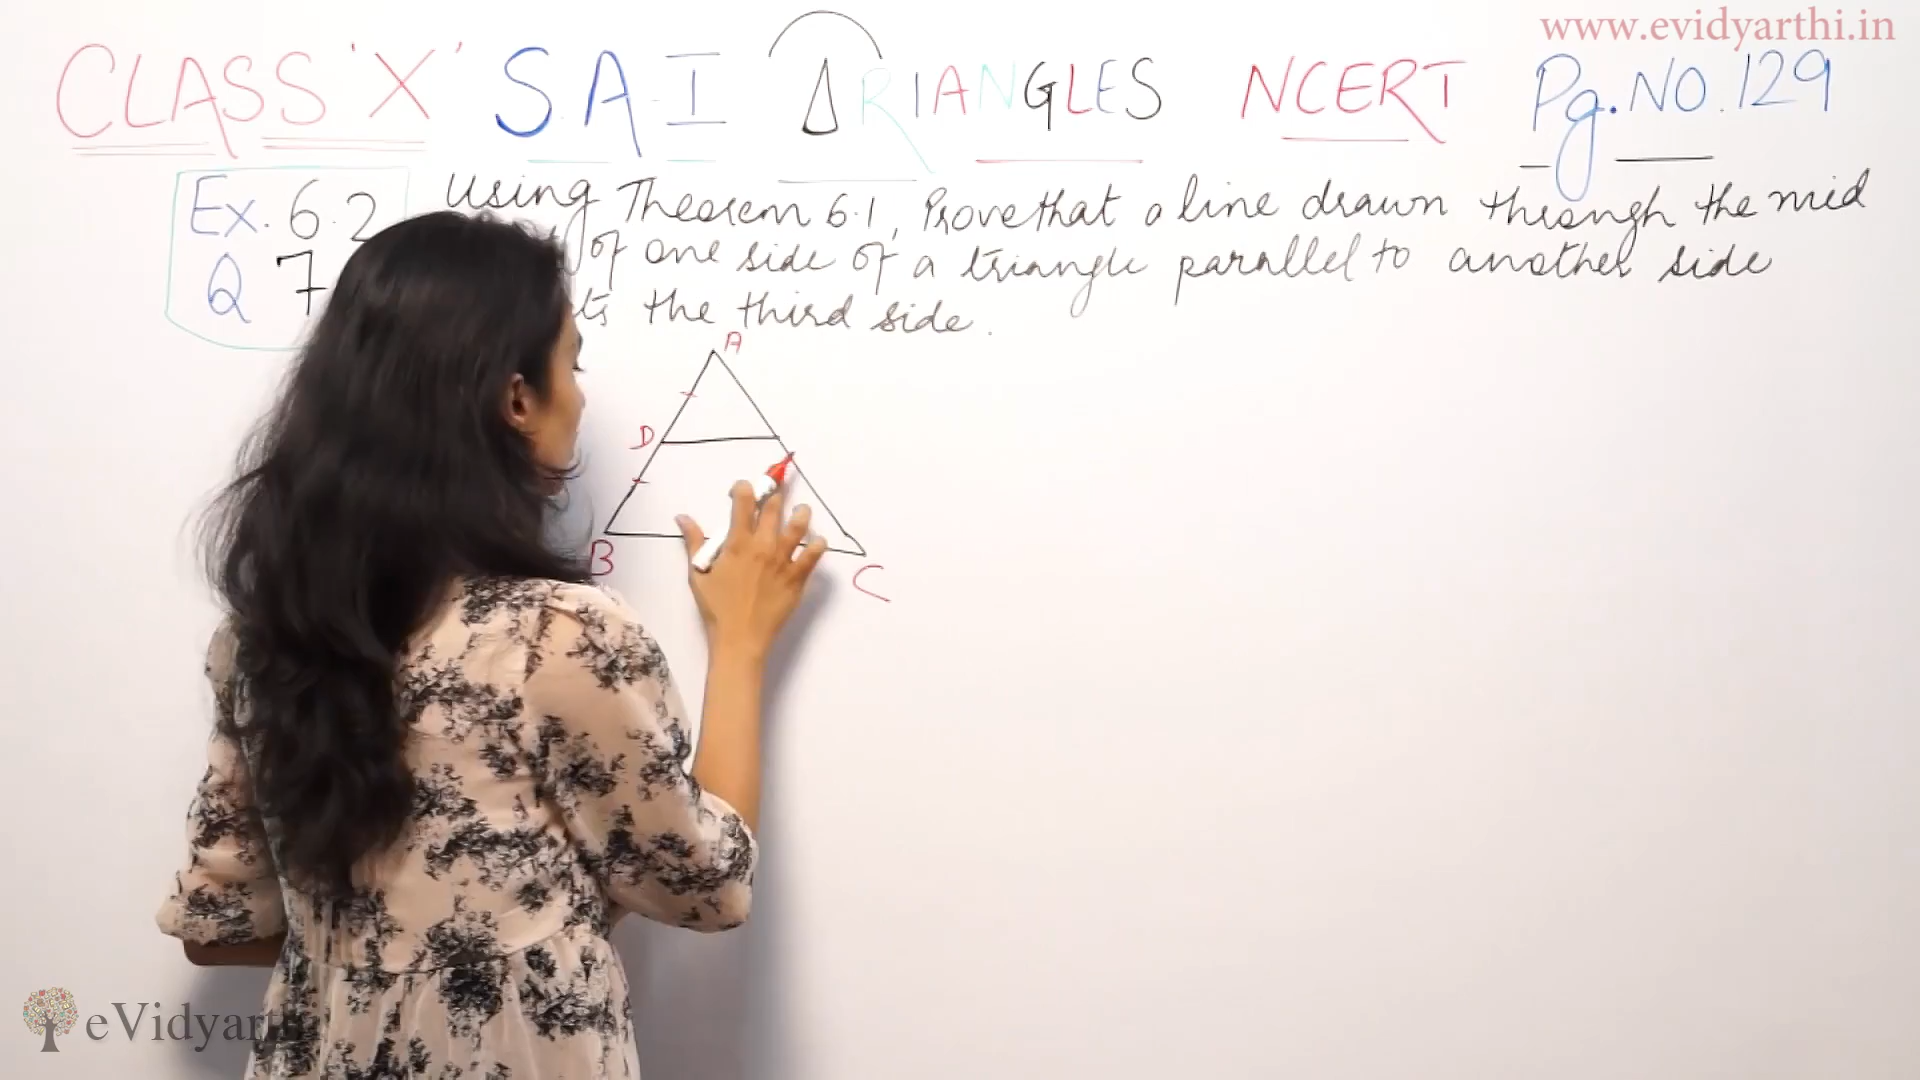 www.evidyarthi.in
CLASS 'X' S.A-I ΔRIANGLES NCERT Pg.NO.129
Ex. 6.2 Using Theorem 6.1, Prove that a line drawn through the mid
Q 7 of one side of a triangle parallel to another side
the third side.
A
D
B
C
eVidyarthi